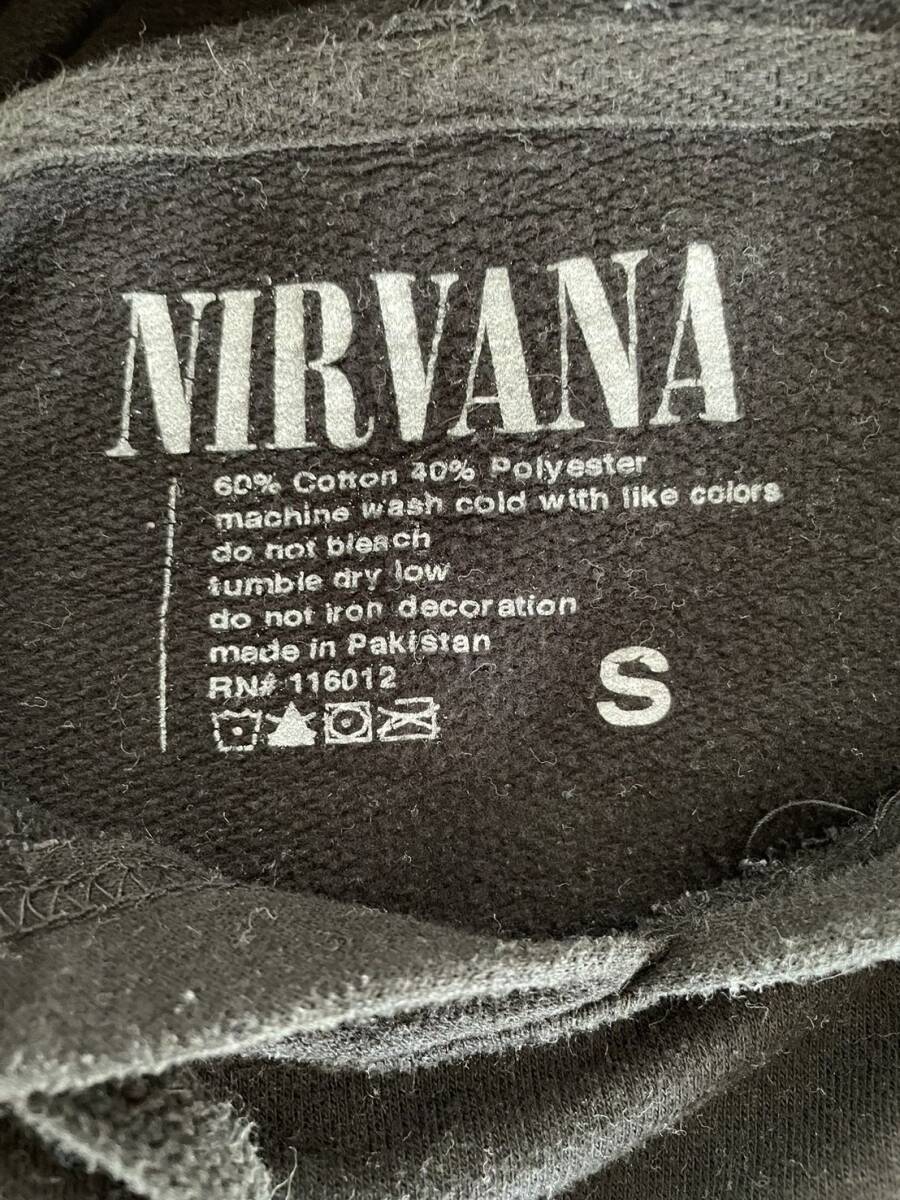 NIRVANA
60% Cotton 40% Polyester
machine wash cold with like colors
do not bleach
tumble dry low
do not iron decoration
made in Pakistan
RN# 116012
S